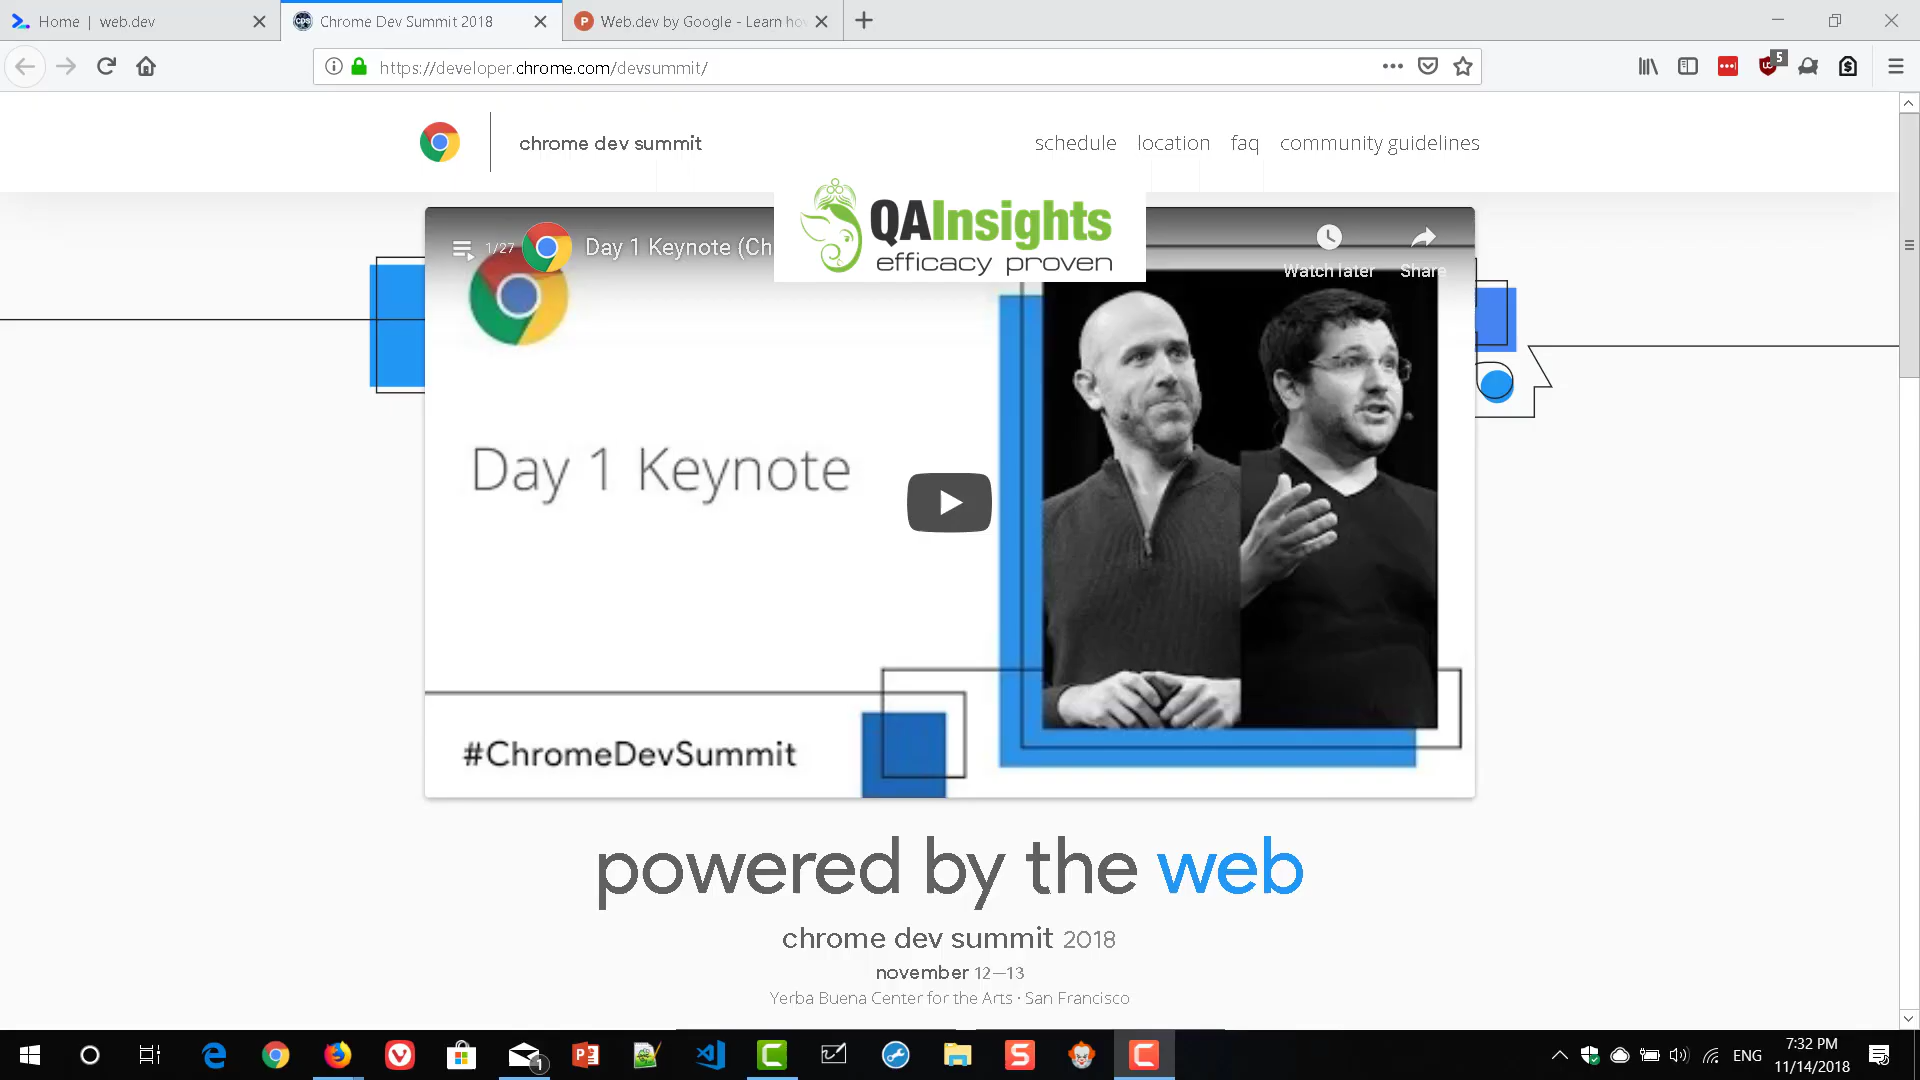 Home | web.dev
Chrome Dev Summit 2018
Web.dev by Google - Learn how
https://developer.chrome.com/devsummit/
5
chrome dev summit
schedule location faq community guidelines
QAInsights
efficacy proven
1/27
Day 1 Keynote (Ch
Watch later
Share
Day 1 Keynote
#ChromeDevSummit
powered by the web
chrome dev summit 2018
november 12—13
Yerba Buena Center for the Arts · San Francisco
1
ENG
7:32 PM
11/14/2018